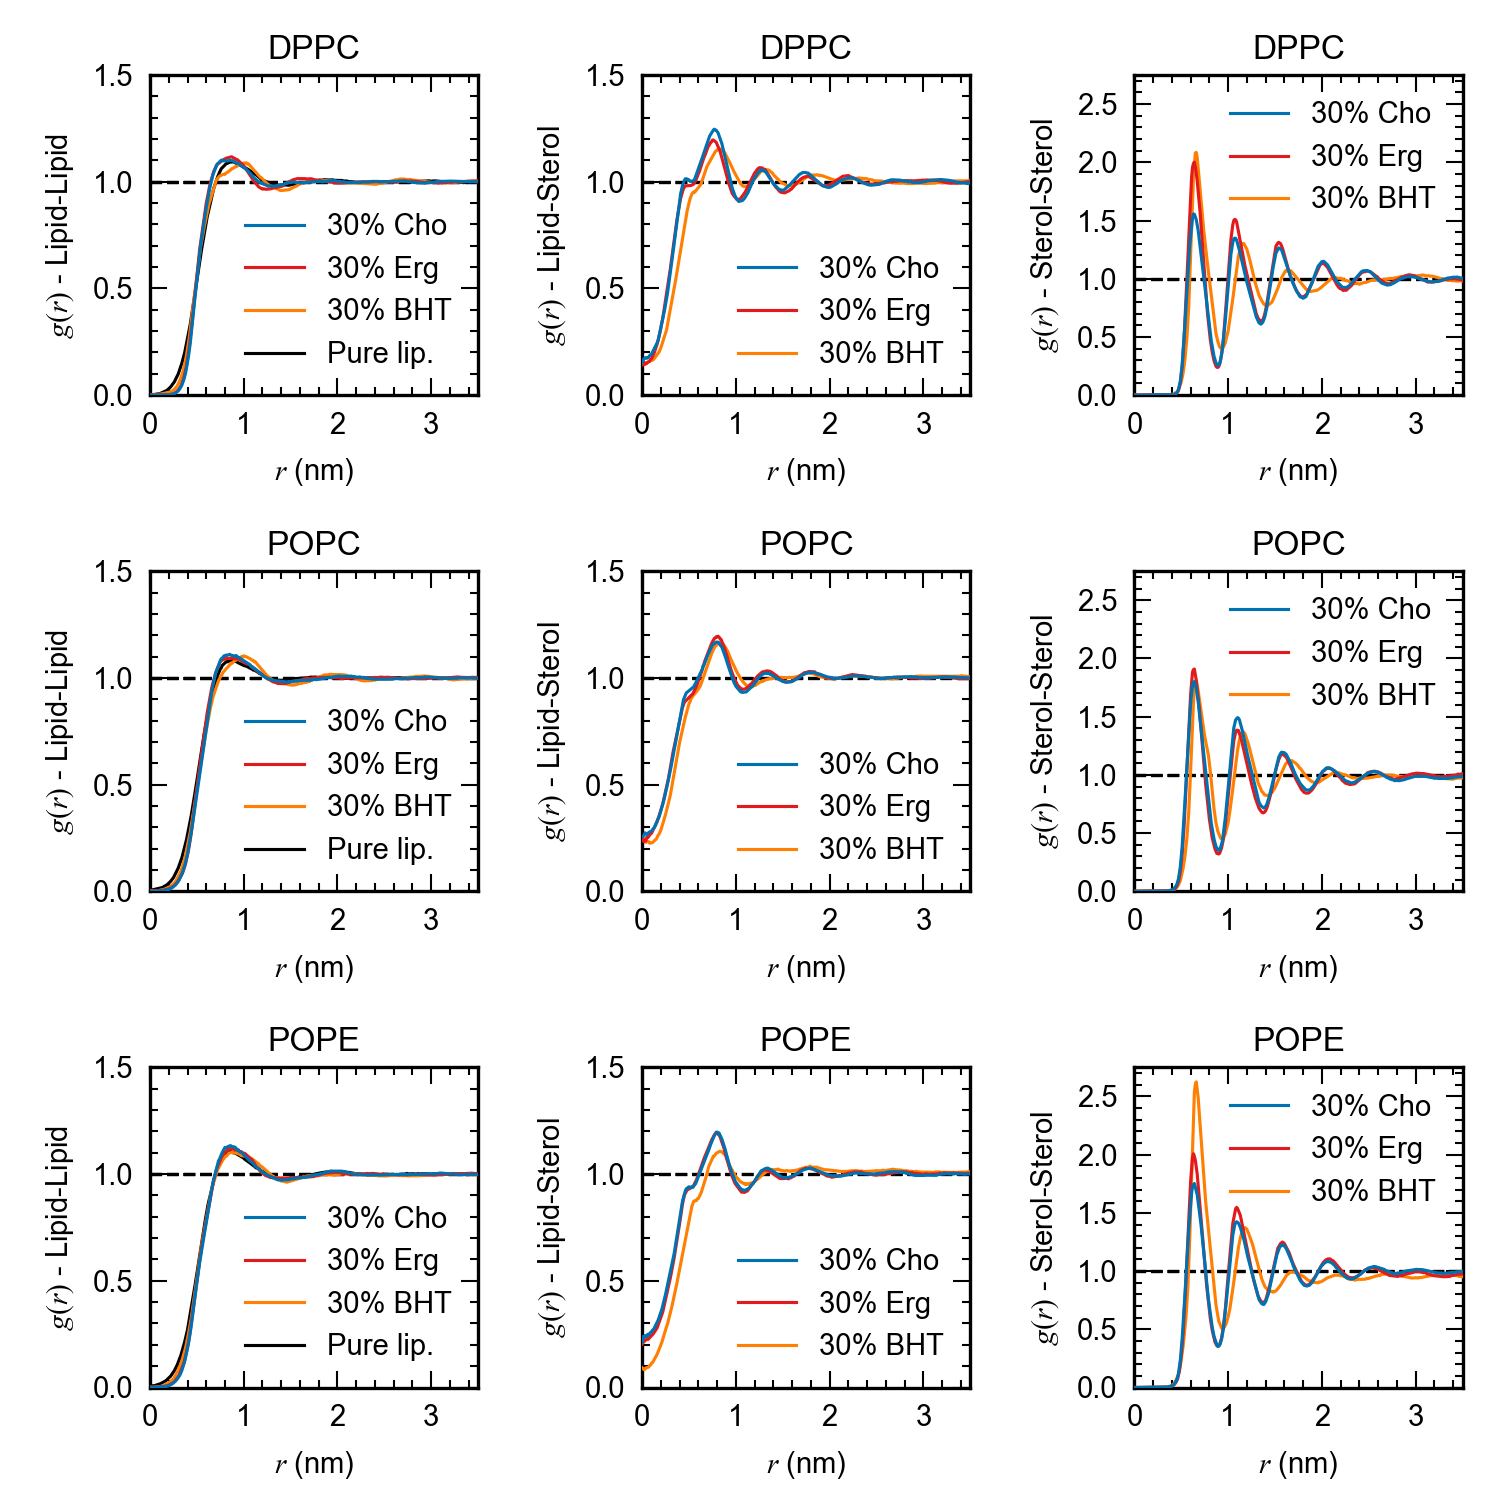 DPPC
1.5
1.0
0.5
0.0
g(r) - Lipid-Lipid
30% Cho
30% Erg
30% BHT
Pure lip.
0 1 2 3
r (nm)
DPPC
1.5
1.0
0.5
0.0
g(r) - Lipid-Sterol
30% Cho
30% Erg
30% BHT
0 1 2 3
r (nm)
DPPC
2.5
2.0
1.5
1.0
0.5
0.0
g(r) - Sterol-Sterol
30% Cho
30% Erg
30% BHT
0 1 2 3
r (nm)
POPC
1.5
1.0
0.5
0.0
g(r) - Lipid-Lipid
30% Cho
30% Erg
30% BHT
Pure lip.
0 1 2 3
r (nm)
POPC
1.5
1.0
0.5
0.0
g(r) - Lipid-Sterol
30% Cho
30% Erg
30% BHT
0 1 2 3
r (nm)
POPC
2.5
2.0
1.5
1.0
0.5
0.0
g(r) - Sterol-Sterol
30% Cho
30% Erg
30% BHT
0 1 2 3
r (nm)
POPE
1.5
1.0
0.5
0.0
g(r) - Lipid-Lipid
30% Cho
30% Erg
30% BHT
Pure lip.
0 1 2 3
r (nm)
POPE
1.5
1.0
0.5
0.0
g(r) - Lipid-Sterol
30% Cho
30% Erg
30% BHT
0 1 2 3
r (nm)
POPE
2.5
2.0
1.5
1.0
0.5
0.0
g(r) - Sterol-Sterol
30% Cho
30% Erg
30% BHT
0 1 2 3
r (nm)